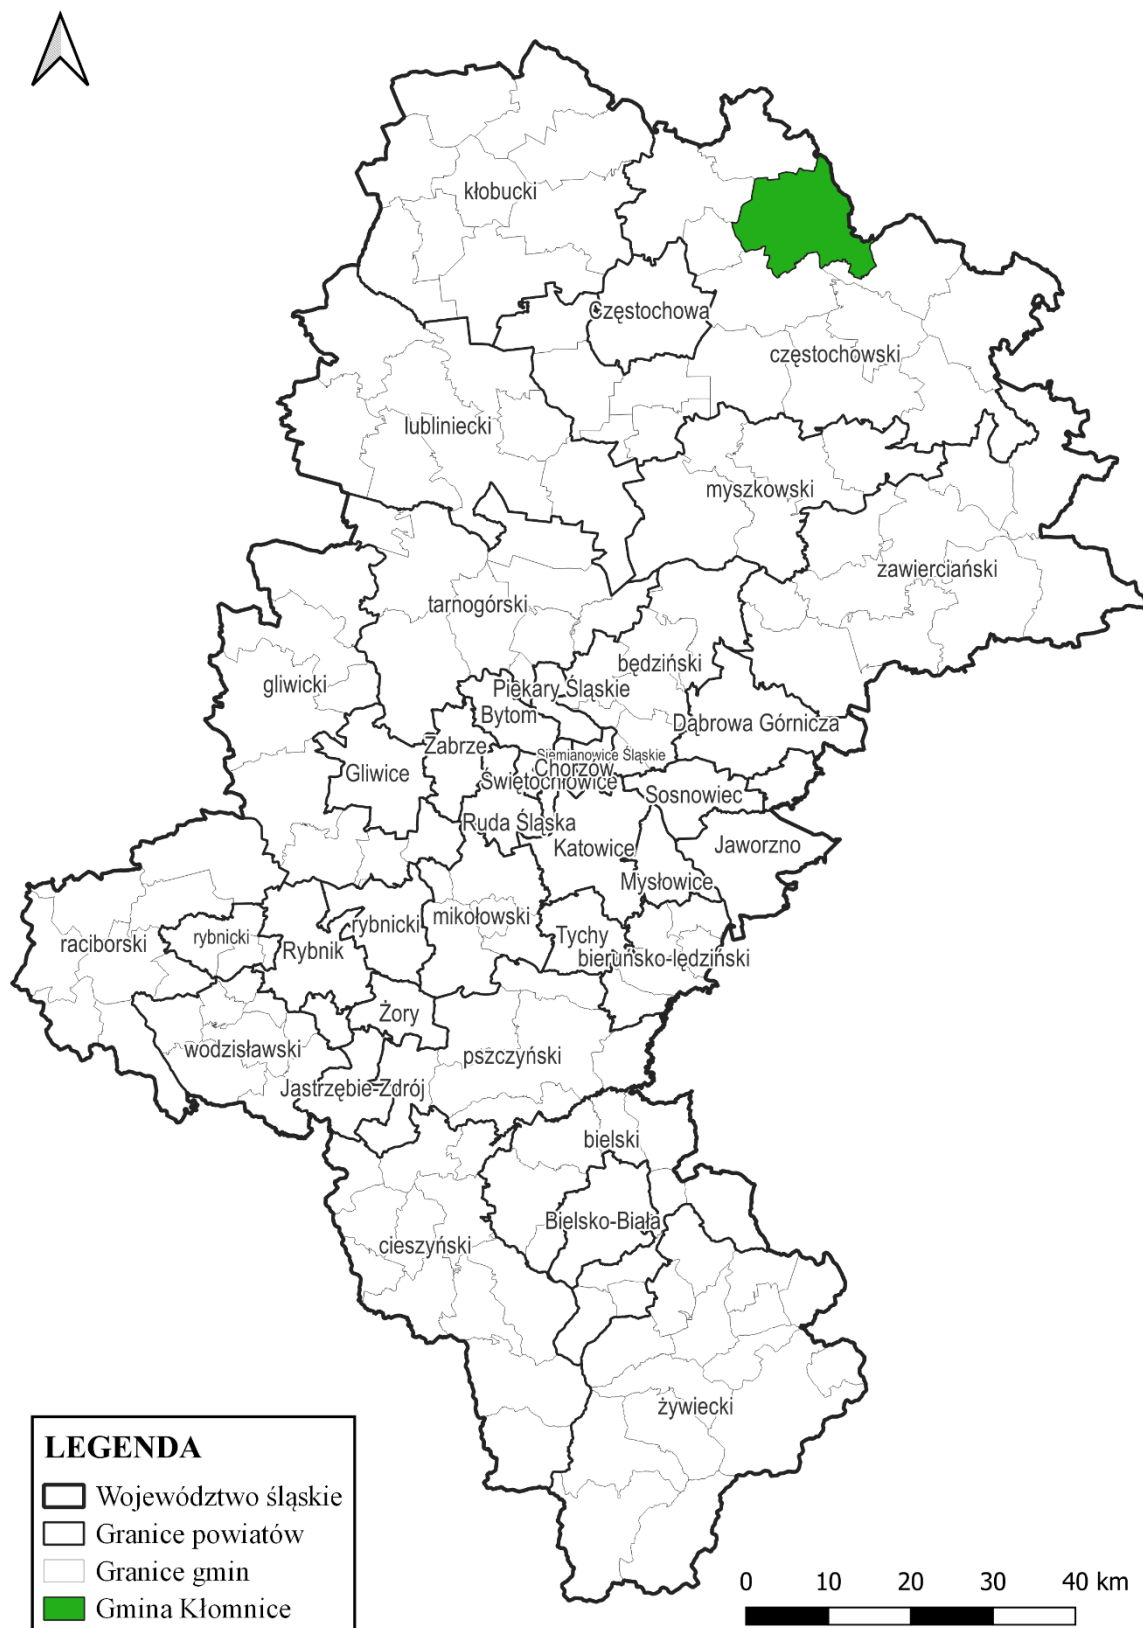 kłobucki
Częstochowa
częstochowski
lubliniecki
myszkowski
zawierciański
tarnogórski
będziński
gliwicki
Piekary Śląskie
Bytom
Dąbrowa Górnicza
Zabrze
Siemianowice Śląskie
Chorzów
Gliwice
Świętochłowice
Sosnowiec
Ruda Śląska
Katowice
Jaworzno
Mysłowice
mikołowski
rybnicki
Tychy
raciborski
rybnicki
Rybnik
bieruńsko-lędziński
Żory
wodzisławski
pszczyński
Jastrzębie-Zdrój
bielski
Bielsko-Biała
cieszyński
żywiecki
LEGENDA
Województwo śląskie
Granice powiatów
Granice gmin
Gmina Kłomnice
0 10 20 30 40 km